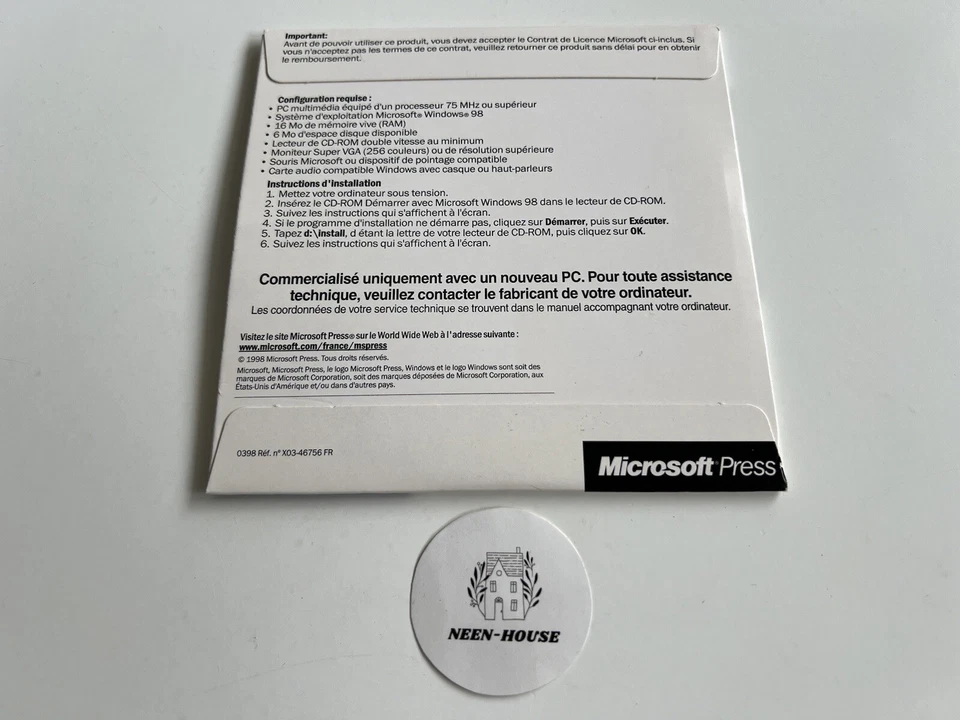 Important:
Avant de pouvoir utiliser ce produit, vous devez accepter le Contrat de Licence Microsoft ci-inclus. Si
vous n'acceptez pas les termes de ce contrat, veuillez retourner ce produit sans délai pour en obtenir
le remboursement.
Configuration requise :
• PC multimédia équipé d'un processeur 75 MHz ou supérieur
• Système d'exploitation Microsoft® Windows® 98
• 16 Mo de mémoire vive (RAM)
• 6 Mo d'espace disque disponible
• Lecteur de CD-ROM double vitesse au minimum
• Moniteur Super VGA (256 couleurs) ou de résolution supérieure
• Souris Microsoft ou dispositif de pointage compatible
• Carte audio compatible Windows avec casque ou haut-parleurs
Instructions d'installation
1. Mettez votre ordinateur sous tension.
2. Insérez le CD-ROM Démarrer avec Microsoft Windows 98 dans le lecteur de CD-ROM.
3. Suivez les instructions qui s'affichent à l'écran.
4. Si le programme d'installation ne démarre pas, cliquez sur Démarrer, puis sur Exécuter.
5. Tapez d:\install, d étant la lettre de votre lecteur de CD-ROM, puis cliquez sur OK.
6. Suivez les instructions qui s'affichent à l'écran.
Commercialisé uniquement avec un nouveau PC. Pour toute assistance
technique, veuillez contacter le fabricant de votre ordinateur.
Les coordonnées de votre service technique se trouvent dans le manuel accompagnant votre ordinateur.
Visitez le site Microsoft Press® sur le World Wide Web à l'adresse suivante :
www.microsoft.com/france/mspress
© 1998 Microsoft Press. Tous droits réservés.
Microsoft, Microsoft Press, le logo Microsoft Press, Windows et le logo Windows sont soit des
marques de Microsoft Corporation, soit des marques déposées de Microsoft Corporation, aux
États-Unis d'Amérique et/ou dans d'autres pays.
0398 Réf. n° X03-46756 FR
Microsoft Press
NEEN-HOUSE